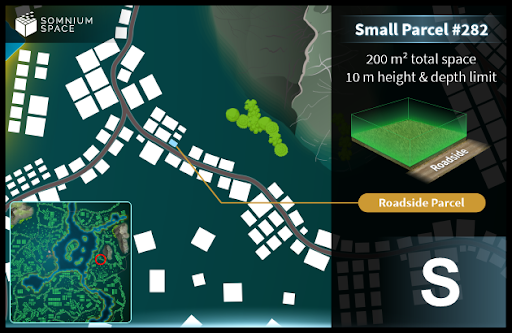 SOMNIUM
SPACE
Small Parcel #282
200 m² total space
10 m height & depth limit
Roadside
Roadside Parcel
S